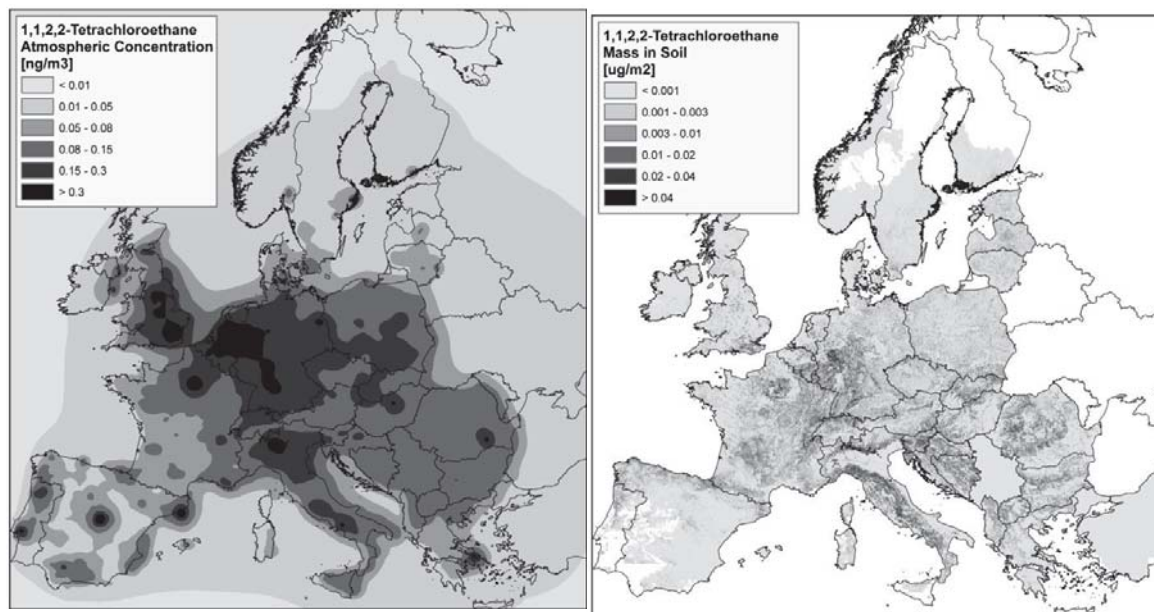 1,1,2,2-Tetrachloroethane
Atmospheric Concentration
[ng/m3]
< 0.01
0.01 - 0.05
0.05 - 0.08
0.08 - 0.15
0.15 - 0.3
> 0.3
1,1,2,2-Tetrachloroethane
Mass in Soil
[ug/m2]
< 0.001
0.001 - 0.003
0.003 - 0.01
0.01 - 0.02
0.02 - 0.04
> 0.04